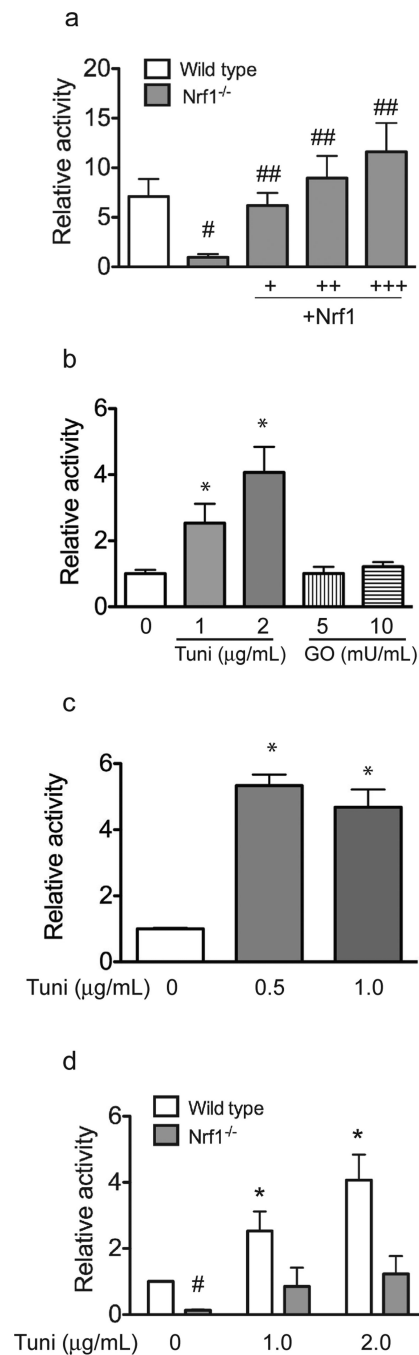 a
Wild type
Nrf1-/-
20
15
10
5
0
Relative activity
#
##
##
##
+ ++ +++
+Nrf1
b
6
4
2
0
Relative activity
*
*
0 1 2 5 10
Tuni (μg/mL) GO (mU/mL)
c
6
4
2
0
Relative activity
*
*
Tuni (μg/mL) 0 0.5 1.0
d
Wild type
Nrf1-/-
6
4
2
0
Relative activity
#
*
*
Tuni (μg/mL) 0 1.0 2.0